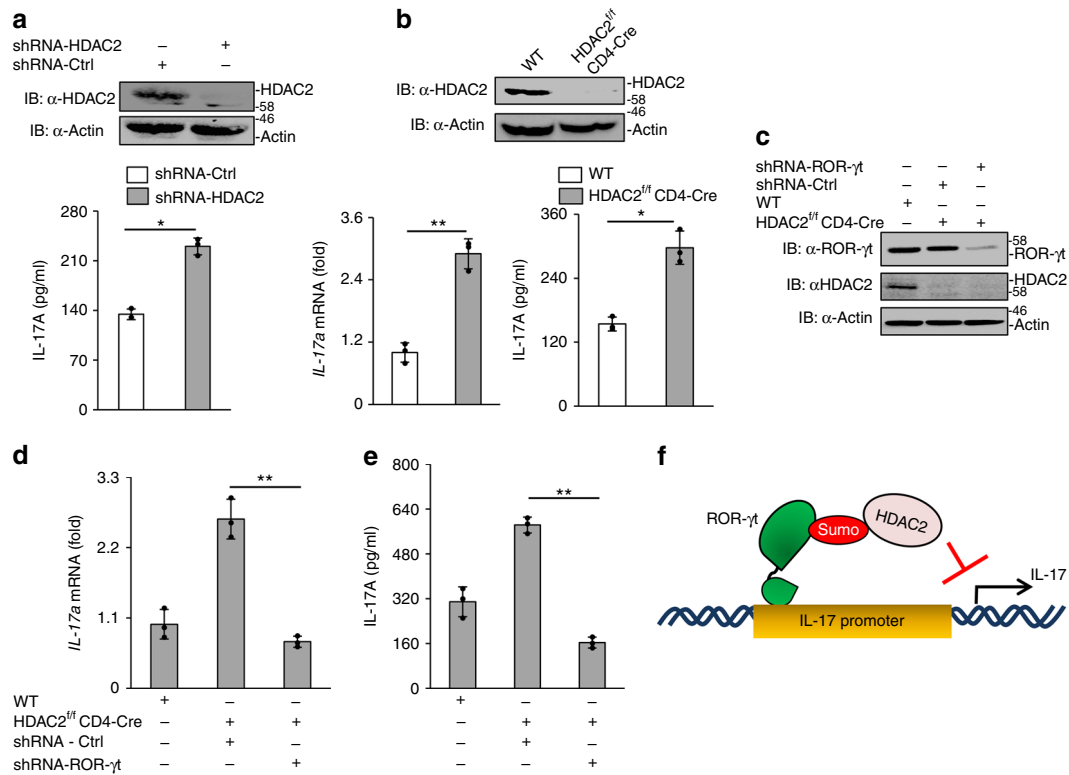 a
shRNA-HDAC2 – +
shRNA-Ctrl + –
IB: α-HDAC2
-HDAC2
-58
-46
IB: α-Actin
-Actin
shRNA-Ctrl
shRNA-HDAC2
IL-17A (pg/ml)
280
210
140
70
0
*
b
WT
HDAC2f/f CD4-Cre
IB: α-HDAC2
-HDAC2
-58
-46
IB: α-Actin
-Actin
WT
HDAC2f/f CD4-Cre
IL-17a mRNA (fold)
3.6
2.4
1.2
0
**
IL-17A (pg/ml)
360
240
120
0
*
c
shRNA-ROR-γt – – +
shRNA-Ctrl – + –
WT + – –
HDAC2f/f CD4-Cre – + +
IB: α-ROR-γt
-58
-ROR-γt
IB: αHDAC2
-HDAC2
-58
IB: α-Actin
-46
-Actin
d
IL-17a mRNA (fold)
3.3
2.2
1.1
0
**
WT + – –
HDAC2f/f CD4-Cre – + +
shRNA - Ctrl – + –
shRNA-ROR-γt – – +
e
IL-17A (pg/ml)
800
640
480
320
160
0
**
+ – –
– + +
– + –
– – +
f
ROR-γt
Sumo
HDAC2
IL-17
IL-17 promoter